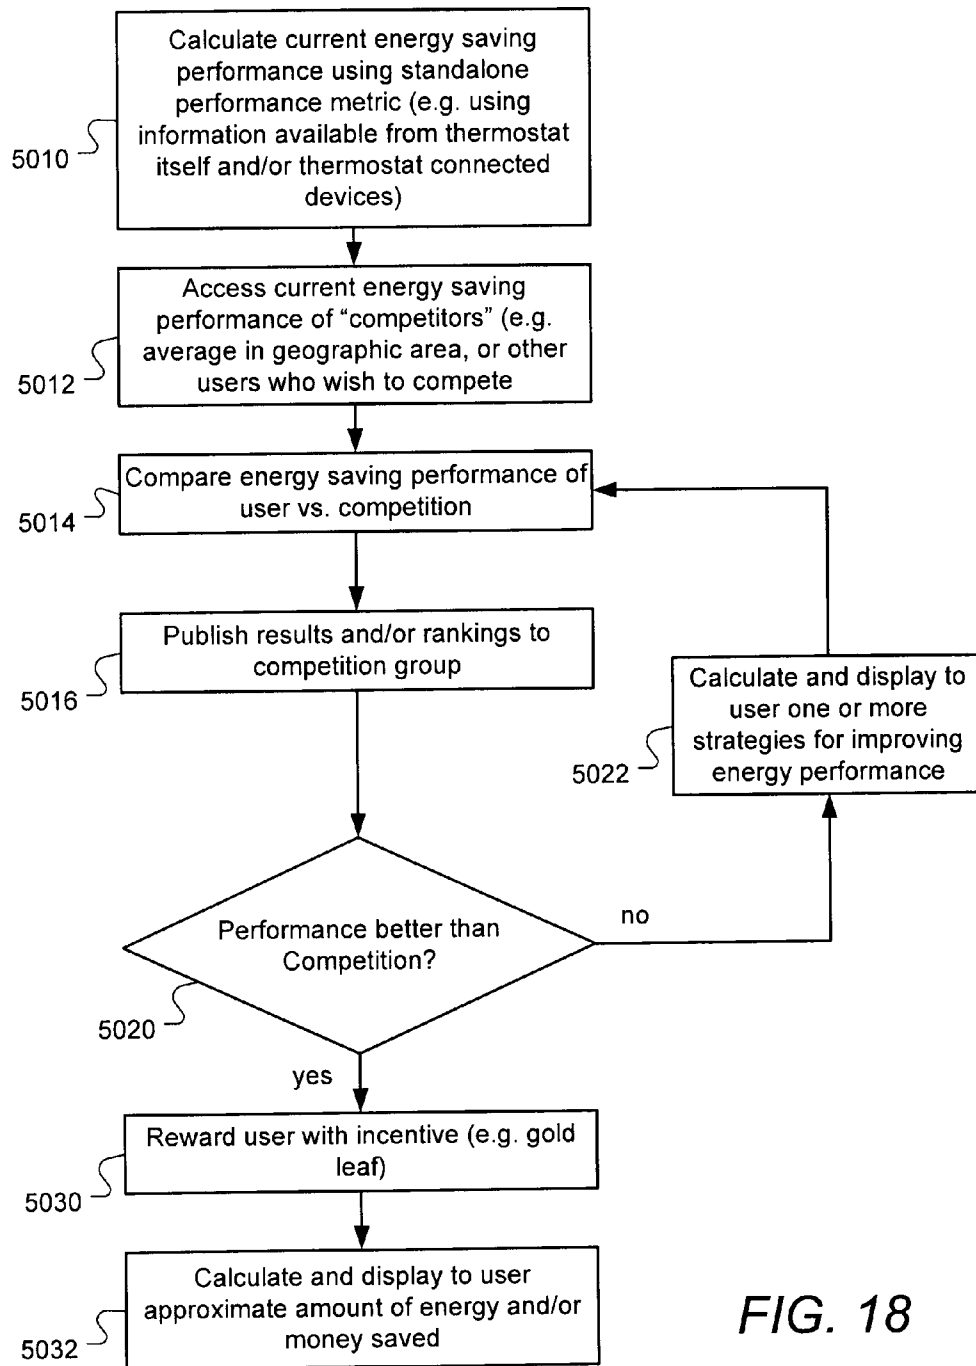 Calculate current energy saving
performance using standalone
performance metric (e.g. using
information available from thermostat
itself and/or thermostat connected
devices)
5010
Access current energy saving
performance of “competitors” (e.g.
average in geographic area, or other
users who wish to compete
5012
Compare energy saving performance of
user vs. competition
5014
Publish results and/or rankings to
competition group
5016
Calculate and display to
user one or more
strategies for improving
energy performance
5022
Performance better than
Competition?
no
5020
yes
Reward user with incentive (e.g. gold
leaf)
5030
Calculate and display to user
approximate amount of energy and/or
money saved
5032
FIG. 18